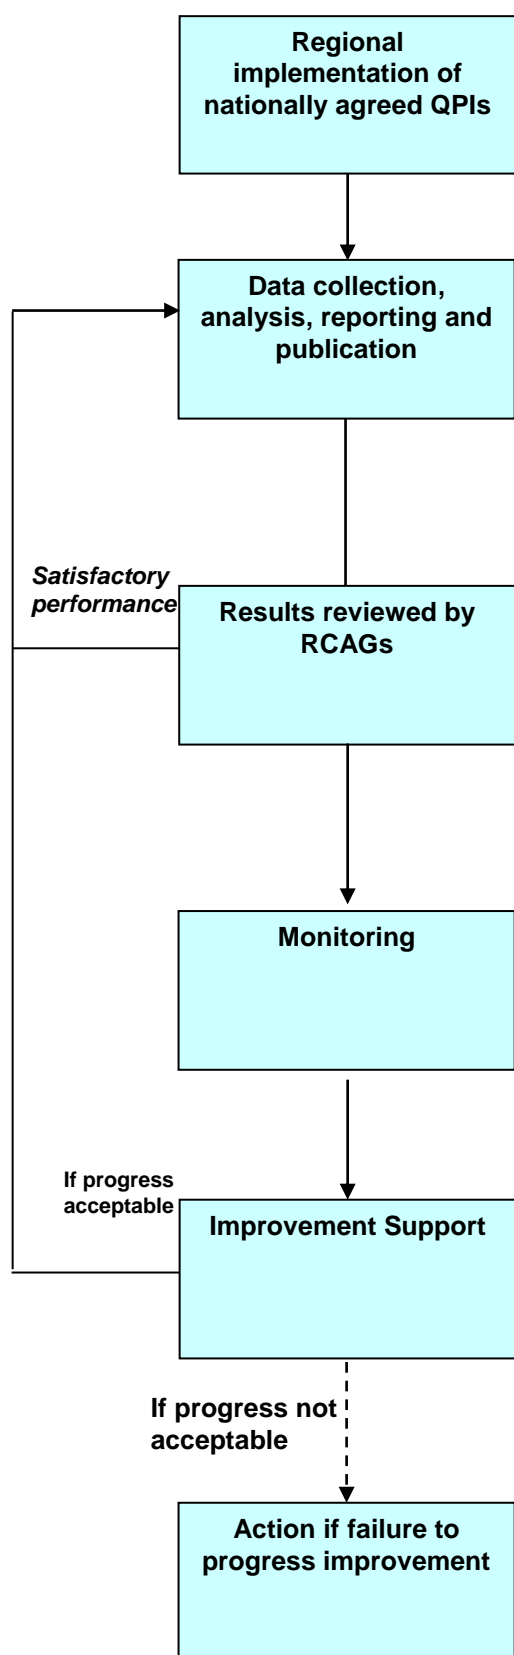 Regional
implementation of
nationally agreed QPIs
Data collection,
analysis, reporting and
publication
Satisfactory
performance
Results reviewed by
RCAGs
Monitoring
If progress
acceptable
Improvement Support
If progress not
acceptable
Action if failure to
progress improvement